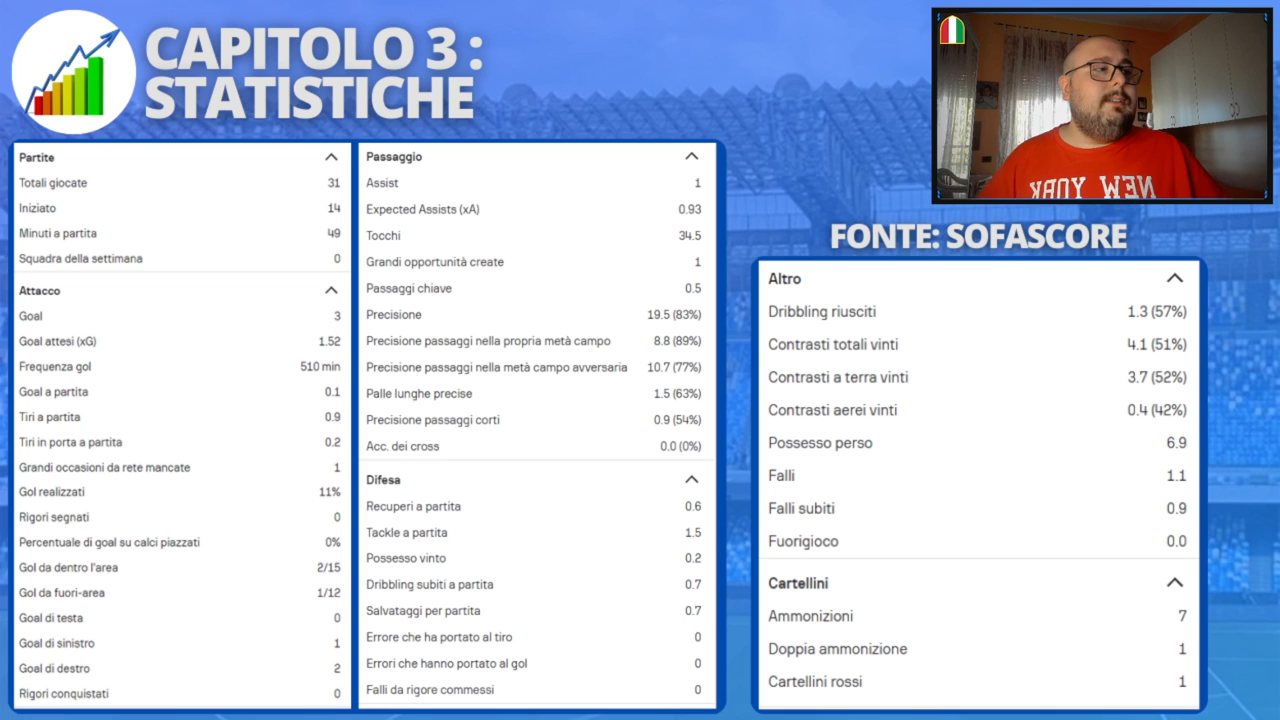 CAPITOLO 3 :
STATISTICHE
NEW YORK
FONTE: SOFASCORE
Partite
Totali giocate 31
Iniziato 14
Minuti a partita 49
Squadra della settimana 0
Attacco
Goal 3
Goal attesi (xG) 1.52
Frequenza gol 510 min
Goal a partita 0.1
Tiri a partita 0.9
Tiri in porta a partita 0.2
Grandi occasioni da rete mancate 1
Gol realizzati 11%
Rigori segnati 0
Percentuale di goal su calci piazzati 0%
Gol da dentro l'area 2/15
Gol da fuori-area 1/12
Goal di testa 0
Goal di sinistro 1
Goal di destro 2
Rigori conquistati 0
Passaggio
Assist 1
Expected Assists (xA) 0.93
Tocchi 34.5
Grandi opportunità create 1
Passaggi chiave 0.5
Precisione 19.5 (83%)
Precisione passaggi nella propria metà campo 8.8 (89%)
Precisione passaggi nella metà campo avversaria 10.7 (77%)
Palle lunghe precise 1.5 (63%)
Precisione passaggi corti 0.9 (54%)
Acc. dei cross 0.0 (0%)
Difesa
Recuperi a partita 0.6
Tackle a partita 1.5
Possesso vinto 0.2
Dribbling subiti a partita 0.7
Salvataggi per partita 0.7
Errore che ha portato al tiro 0
Errori che hanno portato al gol 0
Falli da rigore commessi 0
Altro
Dribbling riusciti 1.3 (57%)
Contrasti totali vinti 4.1 (51%)
Contrasti a terra vinti 3.7 (52%)
Contrasti aerei vinti 0.4 (42%)
Possesso perso 6.9
Falli 1.1
Falli subiti 0.9
Fuorigioco 0.0
Cartellini
Ammonizioni 7
Doppia ammonizione 1
Cartellini rossi 1